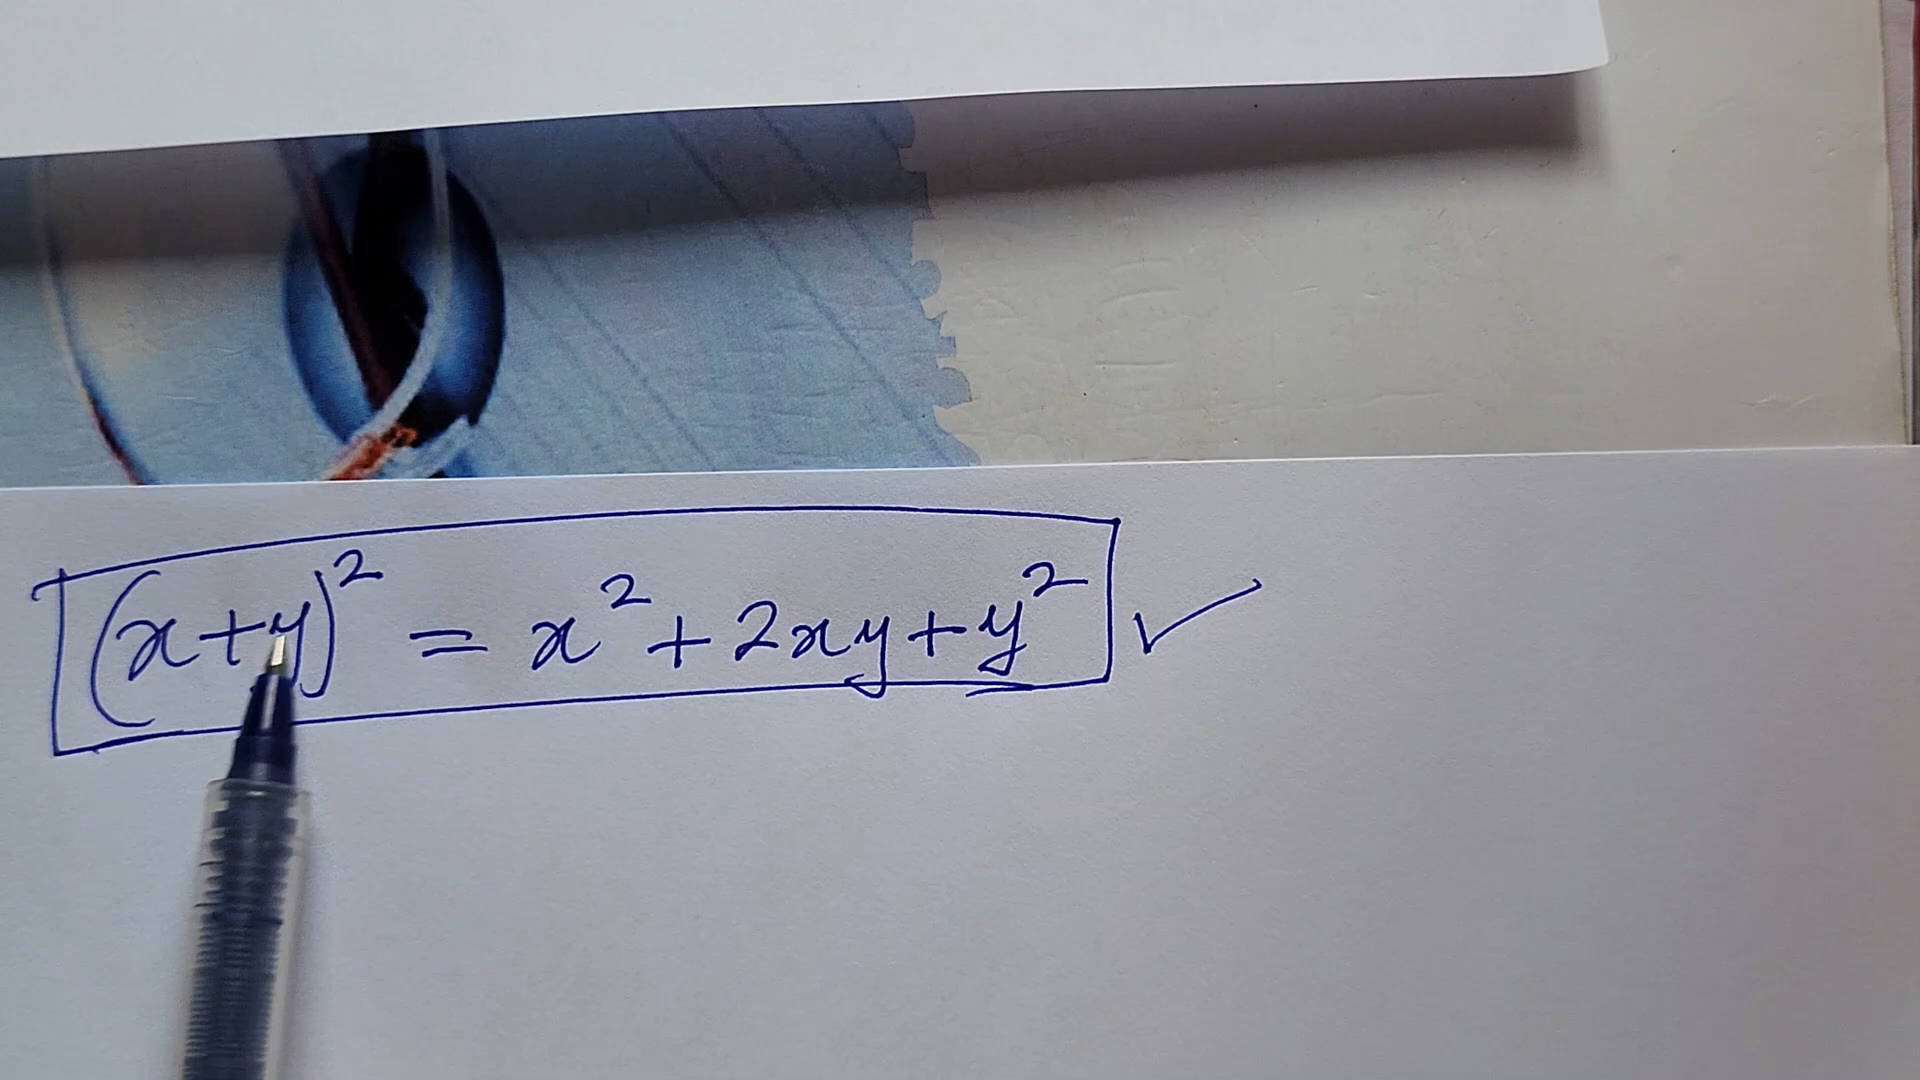 (x+y)² = x² + 2xy + y² ✓